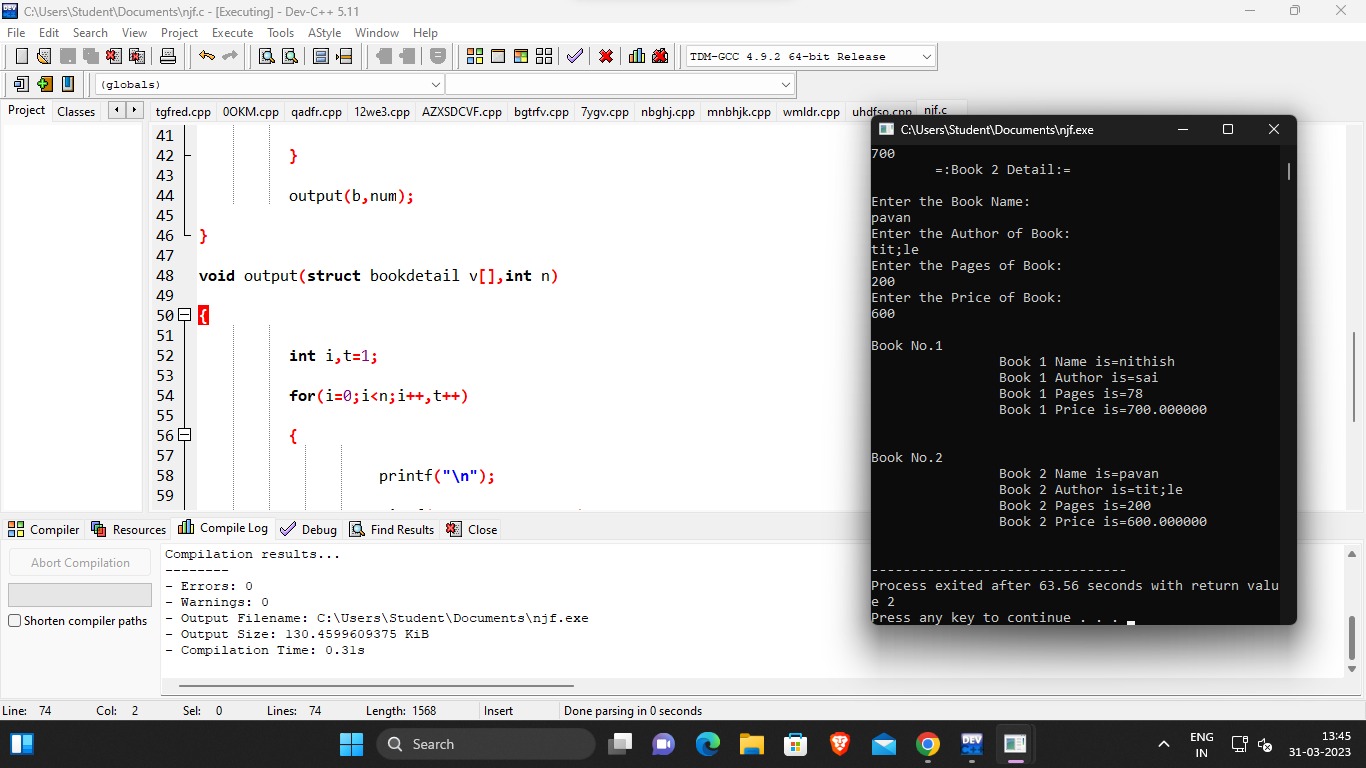 C:\Users\Student\Documents\njf.c - [Executing] - Dev-C++ 5.11
File Edit Search View Project Execute Tools AStyle Window Help
TDM-GCC 4.9.2 64-bit Release
(globals)
Project Classes
tgfred.cpp 0OKM.cpp qadfr.cpp 12we3.cpp AZXSDCVF.cpp bgtrfv.cpp 7ygv.cpp nbghj.cpp mnbhjk.cpp wmldr.cpp uhdfso.cpp njf.c
41
42 }
43
44 output(b,num);
45
46 }
47
48 void output(struct bookdetail v[],int n)
49
50 {
51
52 int i,t=1;
53
54 for(i=0;i<n;i++,t++)
55
56 {
57
58 printf("\n");
59
C:\Users\Student\Documents\njf.exe
700
=:Book 2 Detail:=
Enter the Book Name:
pavan
Enter the Author of Book:
tit;le
Enter the Pages of Book:
200
Enter the Price of Book:
600
Book No.1
Book 1 Name is=nithish
Book 1 Author is=sai
Book 1 Pages is=78
Book 1 Price is=700.000000
Book No.2
Book 2 Name is=pavan
Book 2 Author is=tit;le
Book 2 Pages is=200
Book 2 Price is=600.000000
--------------------------------
Process exited after 63.56 seconds with return valu
e 2
Press any key to continue . . .
Compiler Resources Compile Log Debug Find Results Close
Abort Compilation
Shorten compiler paths
Compilation results...
--------
- Errors: 0
- Warnings: 0
- Output Filename: C:\Users\Student\Documents\njf.exe
- Output Size: 130.4599609375 KiB
- Compilation Time: 0.31s
Line: 74 Col: 2 Sel: 0 Lines: 74 Length: 1568 Insert Done parsing in 0 seconds
Search
DEV
ENG
IN
13:45
31-03-2023